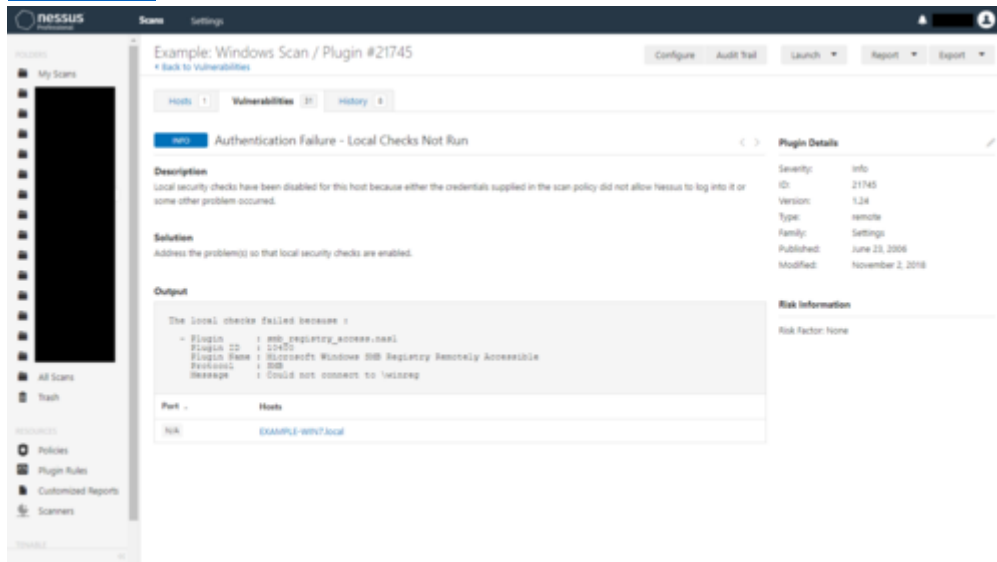 nessus
Professional
Scans
Settings
FOLDERS
My Scans
All Scans
Trash
RESOURCES
Policies
Plugin Rules
Customized Reports
Scanners
TENABLE
Example: Windows Scan / Plugin #21745
Back to Vulnerabilities
Configure
Audit Trail
Launch
Report
Export
Hosts 1
Vulnerabilities 31
History 8
INFO
Authentication Failure - Local Checks Not Run
Description
Local security checks have been disabled for this host because either the credentials supplied in the scan policy did not allow Nessus to log into it or
some other problem occurred.
Solution
Address the problem(s) so that local security checks are enabled.
Output
The local checks failed because :
- Plugin : smb_registry_access.nasl
Plugin ID : 10400
Plugin Name : Microsoft Windows SMB Registry Remotely Accessible
Protocol : SMB
Message : Could not connect to \winreg
Port
Hosts
N/A
EXAMPLE-WIN7.local
Plugin Details
Severity: Info
ID: 21745
Version: 1.24
Type: remote
Family: Settings
Published: June 23, 2006
Modified: November 2, 2018
Risk Information
Risk Factor: None